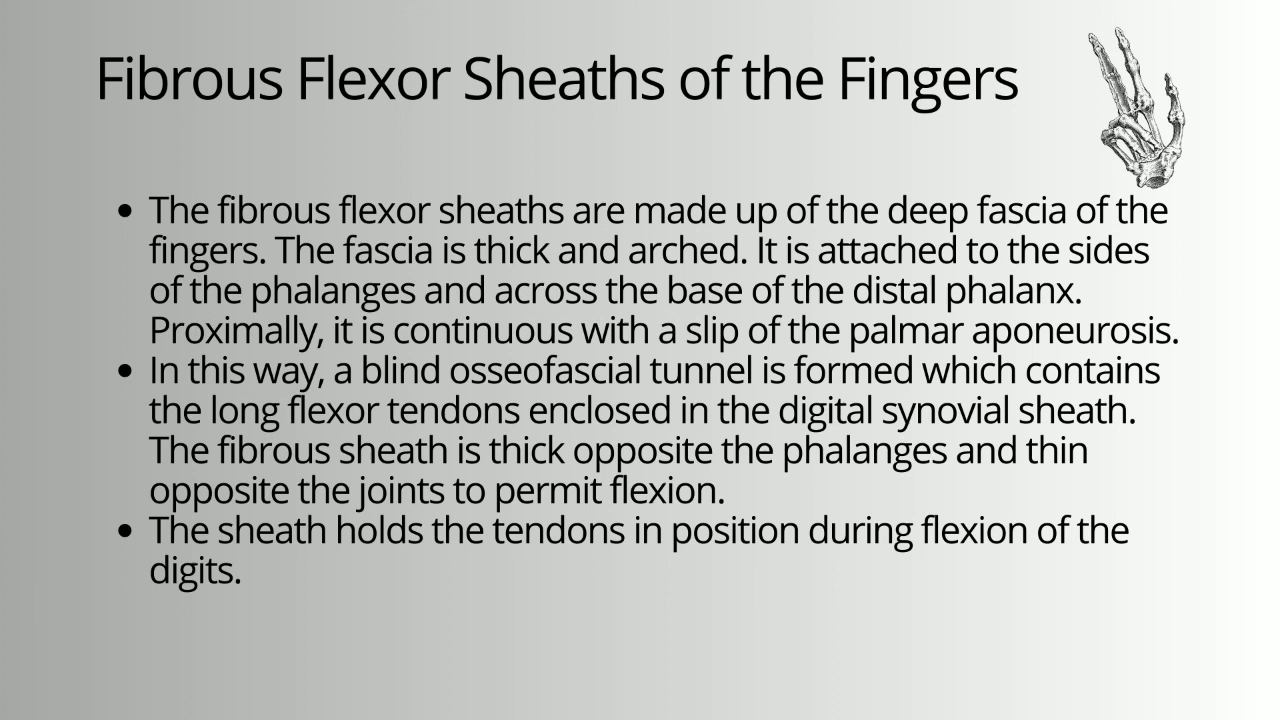 Fibrous Flexor Sheaths of the Fingers
• The fibrous flexor sheaths are made up of the deep fascia of the
fingers. The fascia is thick and arched. It is attached to the sides
of the phalanges and across the base of the distal phalanx.
Proximally, it is continuous with a slip of the palmar aponeurosis.
• In this way, a blind osseofascial tunnel is formed which contains
the long flexor tendons enclosed in the digital synovial sheath.
The fibrous sheath is thick opposite the phalanges and thin
opposite the joints to permit flexion.
• The sheath holds the tendons in position during flexion of the
digits.